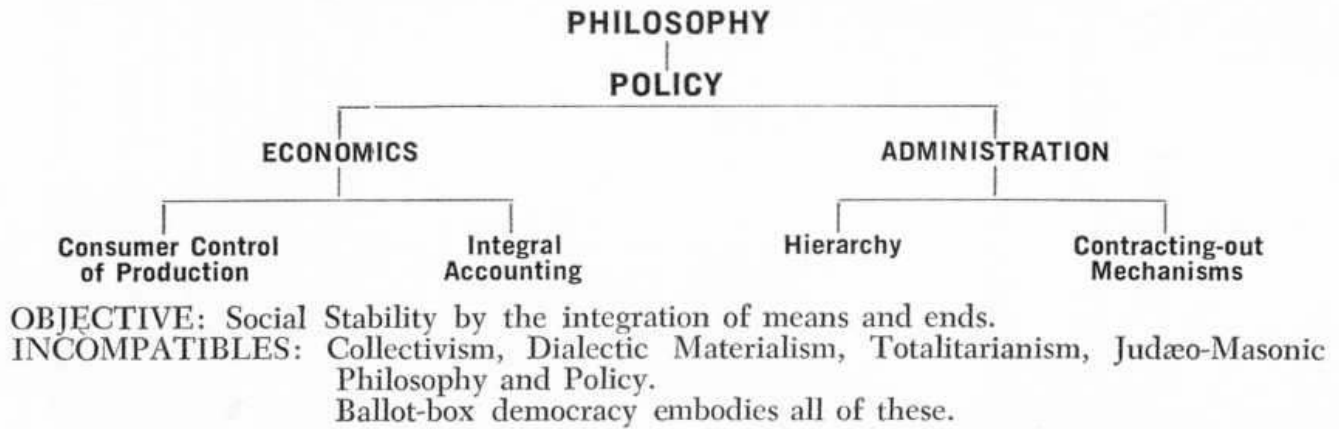 PHILOSOPHY
POLICY
ECONOMICS ADMINISTRATION
Consumer Control Integral Hierarchy Contracting-out
of Production Accounting Mechanisms
OBJECTIVE: Social Stability by the integration of means and ends.
INCOMPATIBLES: Collectivism, Dialectic Materialism, Totalitarianism, Judæo-Masonic
Philosophy and Policy.
Ballot-box democracy embodies all of these.